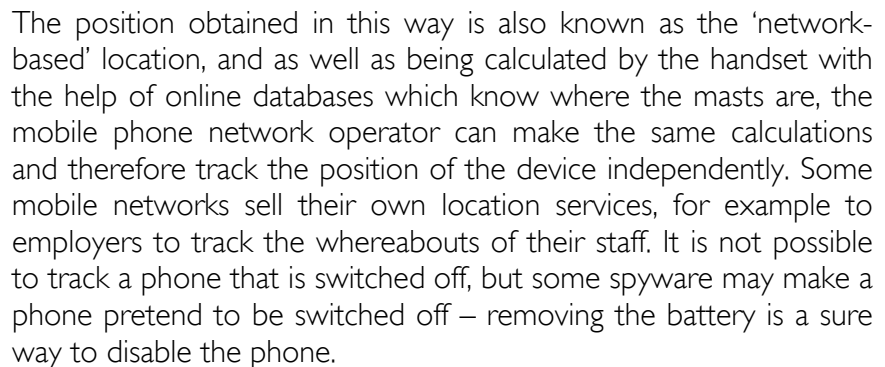 The position obtained in this way is also known as the ‘network-
based’ location, and as well as being calculated by the handset with
the help of online databases which know where the masts are, the
mobile phone network operator can make the same calculations
and therefore track the position of the device independently. Some
mobile networks sell their own location services, for example to
employers to track the whereabouts of their staff. It is not possible
to track a phone that is switched off, but some spyware may make a
phone pretend to be switched off – removing the battery is a sure
way to disable the phone.